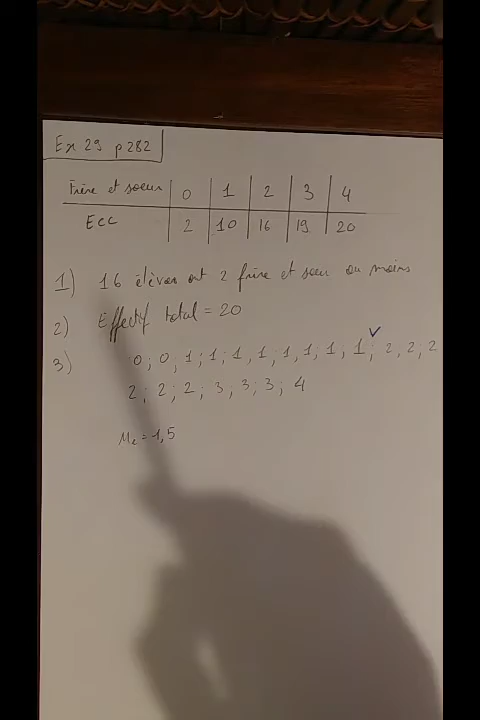 Ex 29 p282
Frère et soeur 0 1 2 3 4
ECC 2 10 16 19 20
1) 16 élèves ont 2 frère et soeur ou moins
2) Effectif total = 20
3) 0; 0; 1; 1; 1, 1; 1, 1; 1; 1; 2, 2; 2
2; 2; 2; 3; 3; 3; 4
Me = 1,5